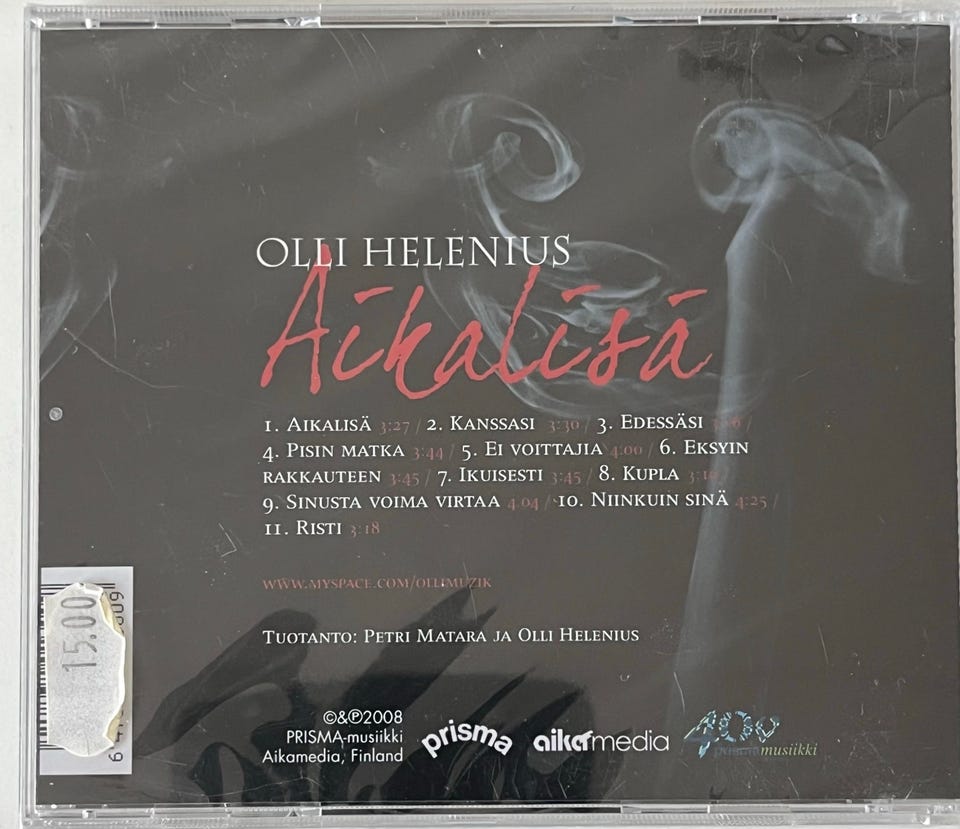 OLLI HELENIUS
Aikalisä
1. AIKALISÄ 3:27 / 2. KANSSASI 3:30 / 3. EDESSÄSI /
4. PISIN MATKA 3:44 / 5. EI VOITTAJIA 4:00 / 6. EKSYIN
RAKKAUTEEN 3:45 / 7. IKUISESTI 3:45 / 8. KUPLA
9. SINUSTA VOIMA VIRTAA 4:04 / 10. NIINKUIN SINÄ 4:25 /
11. RISTI 3:18
WWW.MYSPACE.COM/OLLIMUZIK
TUOTANTO: PETRI MATARA JA OLLI HELENIUS
15.00
©&℗2008
PRISMA-musiikki
Aikamedia, Finland
prisma
aikamedia
musiikki